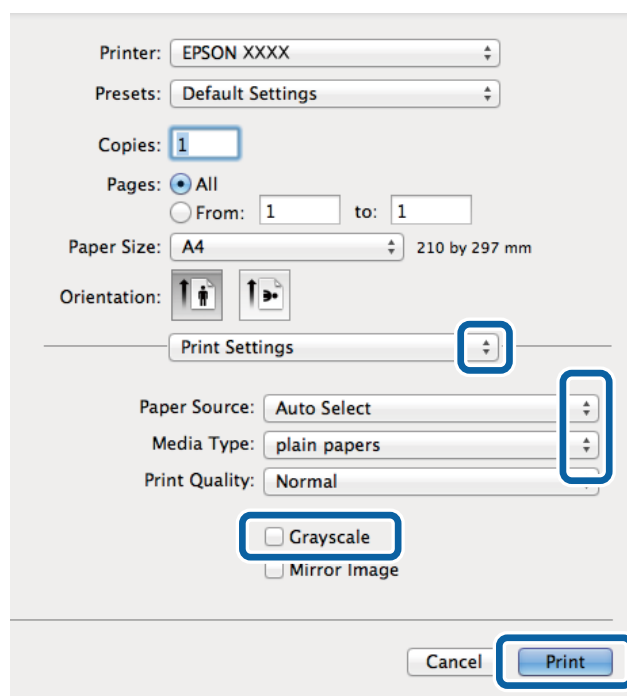 Printer: EPSON XXXX
Presets: Default Settings
Copies: 1
Pages: All
From: 1 to: 1
Paper Size: A4 210 by 297 mm
Orientation:
Print Settings
Paper Source: Auto Select
Media Type: plain papers
Print Quality: Normal
Grayscale
Mirror Image
Cancel Print